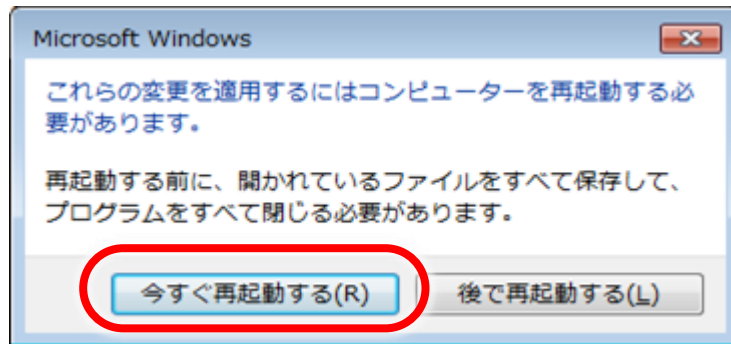 Microsoft Windows
これらの変更を適用するにはコンピューターを再起動する必
要があります。
再起動する前に、開かれているファイルをすべて保存して、
プログラムをすべて閉じる必要があります。
今すぐ再起動する(R)
後で再起動する(L)